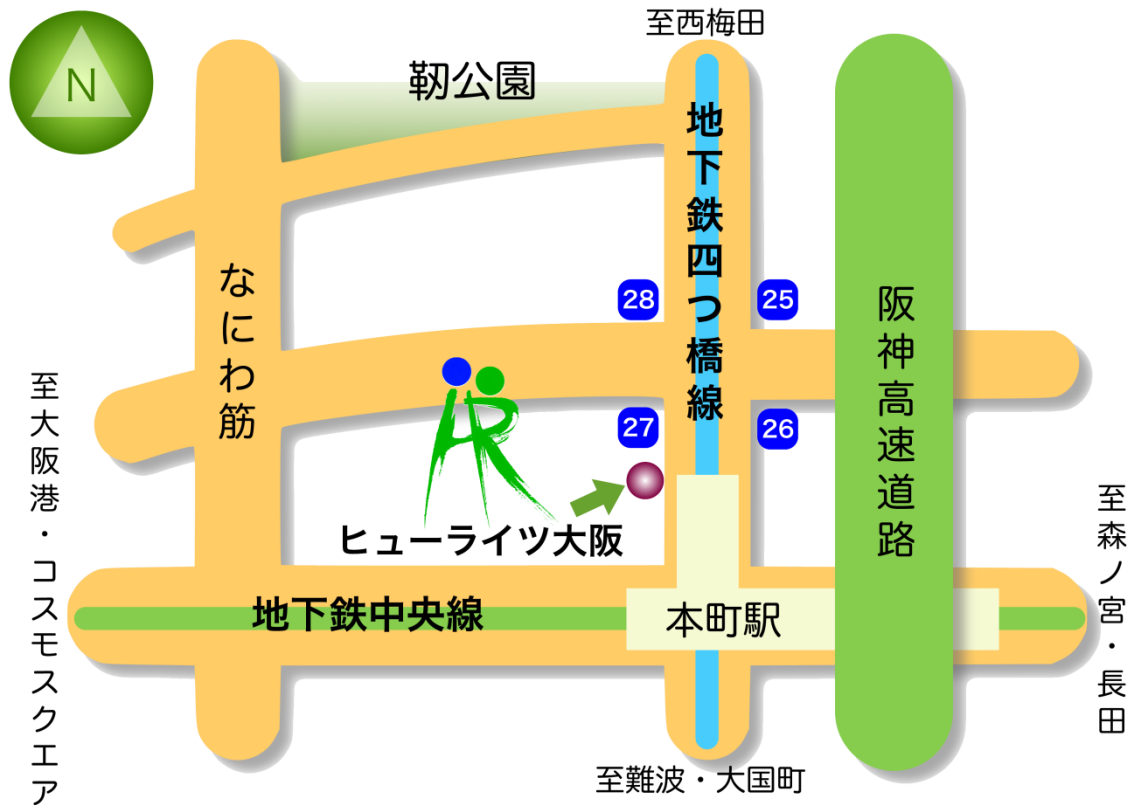 至西梅田
N
靭公園
地下鉄四つ橋線
なにわ筋
阪神高速道路
28
25
27
26
至大阪港・コスモスクエア
HR
ヒューライツ大阪
至森ノ宮・長田
地下鉄中央線
本町駅
至難波・大国町